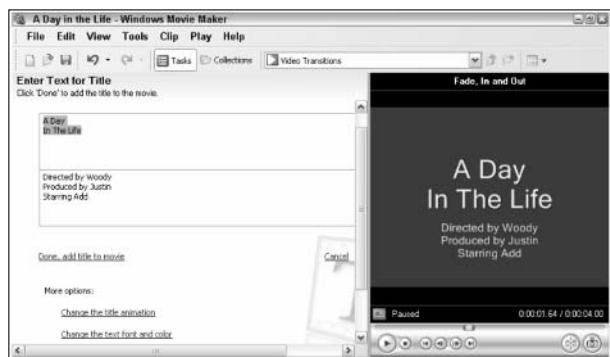 A Day in the Life - Windows Movie Maker
File Edit View Tools Clip Play Help
Tasks Collections Video Transitions
Enter Text for Title
Click 'Done' to add the title to the movie.
A Day
In The Life
Directed by Woody
Produced by Justin
Starring Add
Done, add title to movie
Cancel
More options:
Change the title animation
Change the text font and color
Fade, In and Out
A Day
In The Life
Directed by Woody
Produced by Justin
Starring Add
Paused 0:00:01.64 / 0:00:04.00